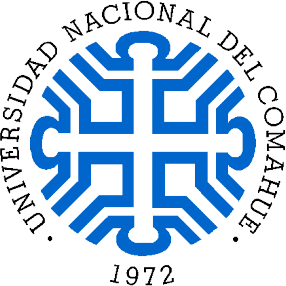 · UNIVERSIDAD NACIONAL DEL COMAHUE ·
1972